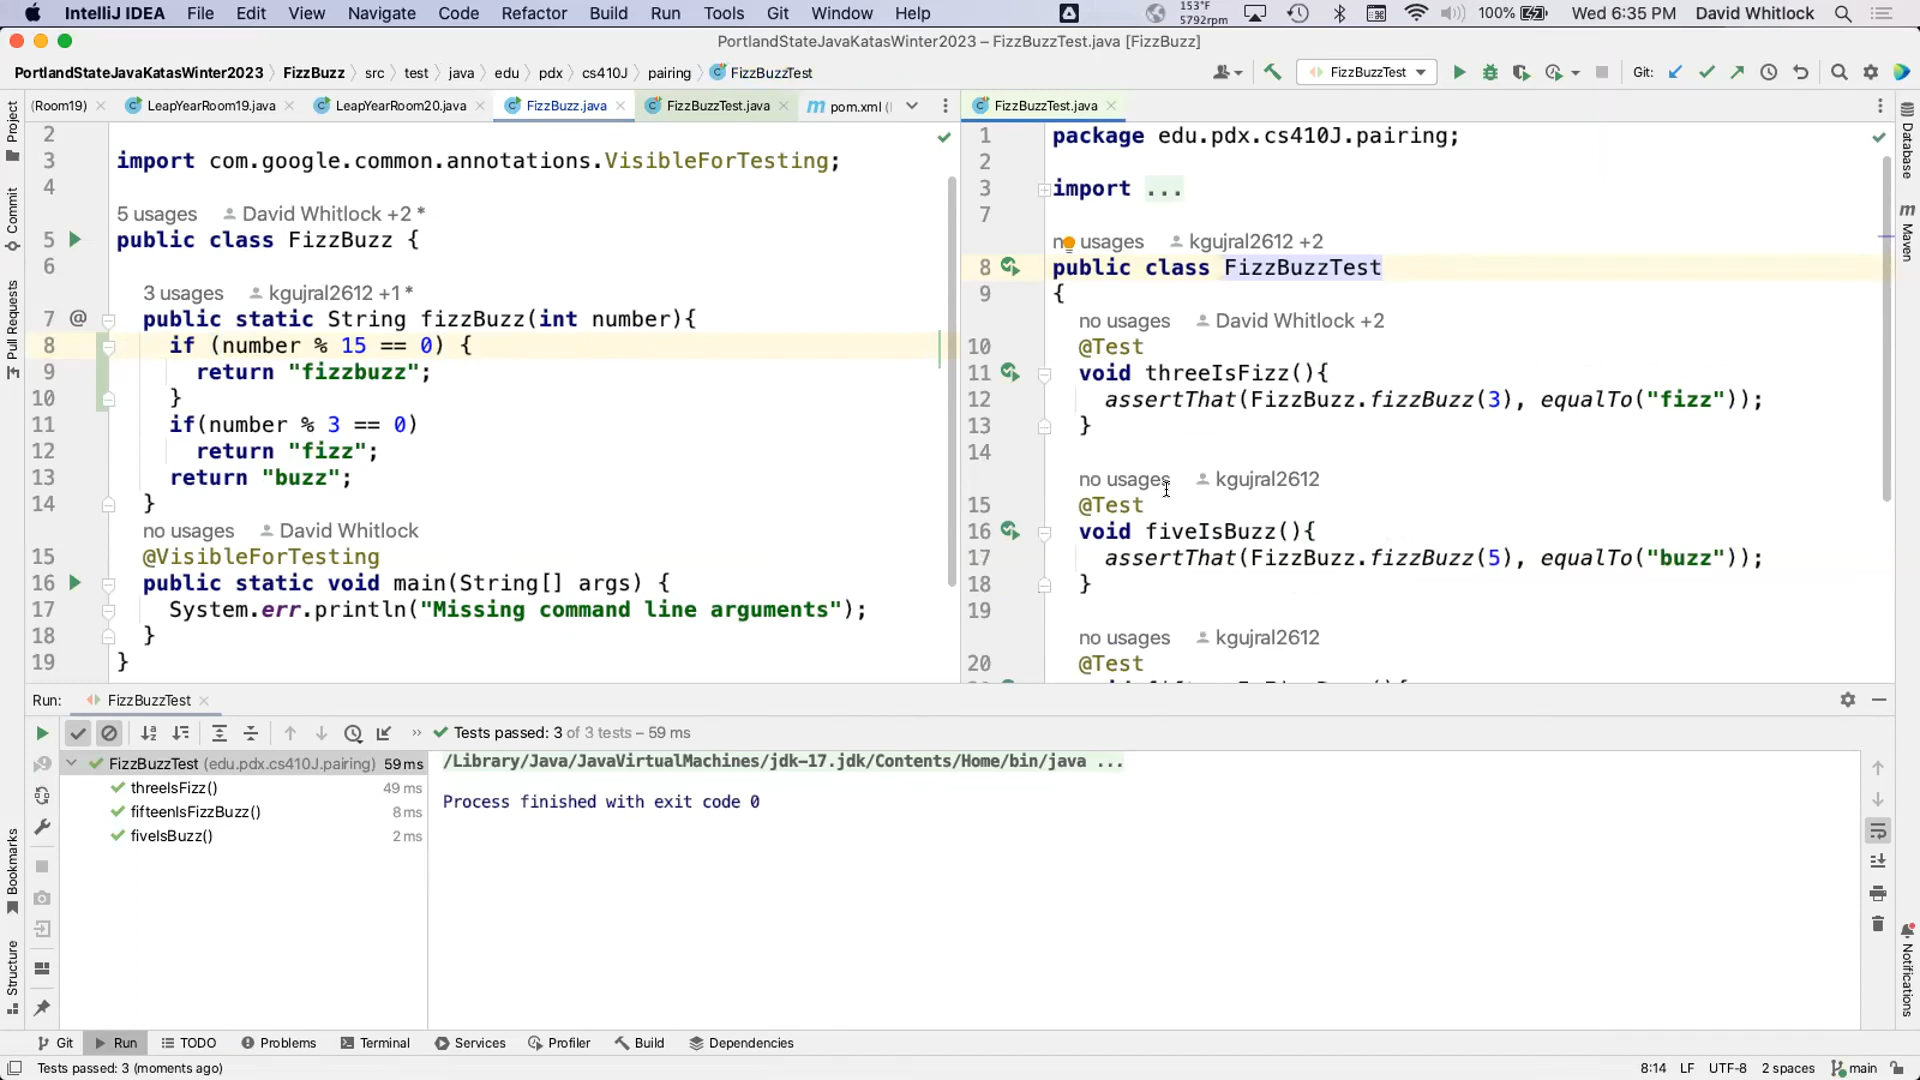 IntelliJ IDEA File Edit View Navigate Code Refactor Build Run Tools Git Window Help 153°F 5792rpm 100% Wed 6:35 PM David Whitlock
PortlandStateJavaKatasWinter2023 – FizzBuzzTest.java [FizzBuzz]
PortlandStateJavaKatasWinter2023 FizzBuzz src test java edu pdx cs410J pairing FizzBuzzTest FizzBuzzTest Git:
(Room19) LeapYearRoom19.java LeapYearRoom20.java FizzBuzz.java FizzBuzzTest.java pom.xml ( FizzBuzzTest.java
Project
Commit
Pull Requests
Bookmarks
Structure
2
3 import com.google.common.annotations.VisibleForTesting;
4
5 usages David Whitlock +2 *
5 public class FizzBuzz {
6
3 usages kgujral2612 +1 *
7 @ public static String fizzBuzz(int number){
8 if (number % 15 == 0) {
9 return "fizzbuzz";
10 }
11 if(number % 3 == 0)
12 return "fizz";
13 return "buzz";
14 }
no usages David Whitlock
15 @VisibleForTesting
16 public static void main(String[] args) {
17 System.err.println("Missing command line arguments");
18 }
19 }
1 package edu.pdx.cs410J.pairing;
2
3 import ...
7
no usages kgujral2612 +2
8 public class FizzBuzzTest
9 {
no usages David Whitlock +2
10 @Test
11 void threeIsFizz(){
12 assertThat(FizzBuzz.fizzBuzz(3), equalTo("fizz"));
13 }
14
no usages kgujral2612
15 @Test
16 void fiveIsBuzz(){
17 assertThat(FizzBuzz.fizzBuzz(5), equalTo("buzz"));
18 }
19
no usages kgujral2612
20 @Test
Database
Maven
Notifications
Run: FizzBuzzTest
Tests passed: 3 of 3 tests – 59 ms
FizzBuzzTest (edu.pdx.cs410J.pairing) 59 ms
threeIsFizz() 49 ms
fifteenIsFizzBuzz() 8 ms
fiveIsBuzz() 2 ms
/Library/Java/JavaVirtualMachines/jdk-17.jdk/Contents/Home/bin/java ...
Process finished with exit code 0
Git Run TODO Problems Terminal Services Profiler Build Dependencies
Tests passed: 3 (moments ago) 8:14 LF UTF-8 2 spaces main